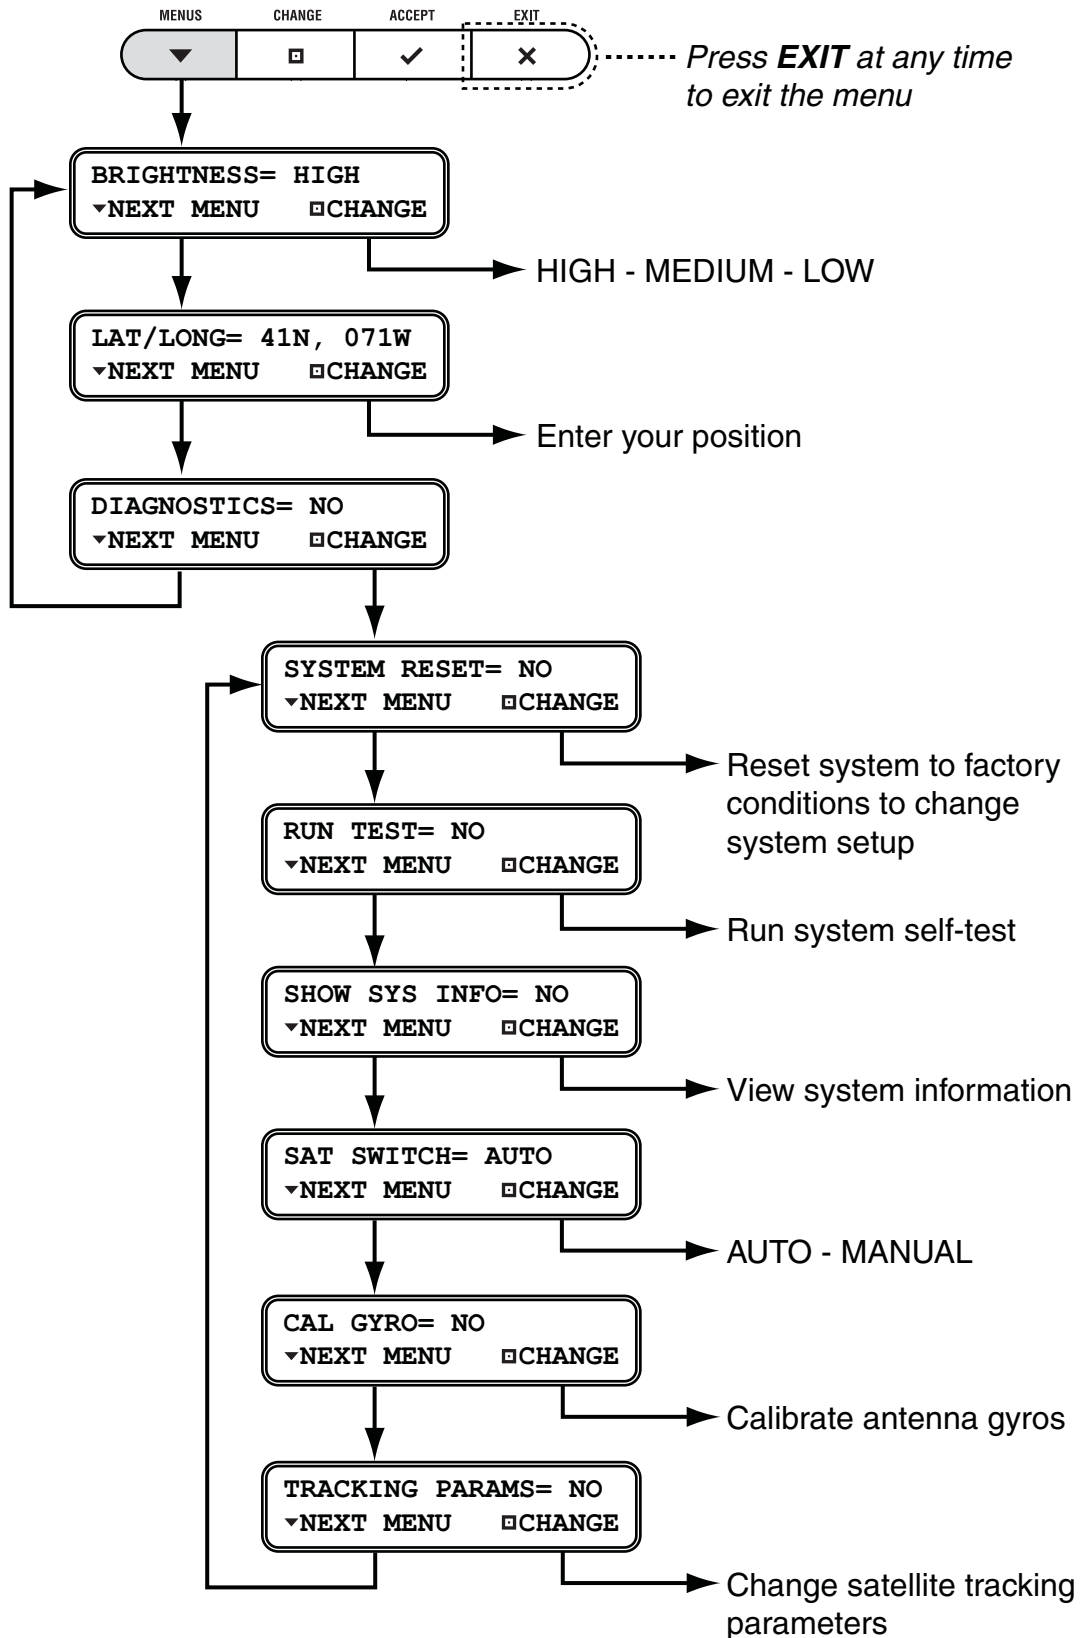 MENUS CHANGE ACCEPT EXIT
Press EXIT at any time
to exit the menu
BRIGHTNESS= HIGH
▼NEXT MENU ⊡CHANGE
HIGH - MEDIUM - LOW
LAT/LONG= 41N, 071W
▼NEXT MENU ⊡CHANGE
Enter your position
DIAGNOSTICS= NO
▼NEXT MENU ⊡CHANGE
SYSTEM RESET= NO
▼NEXT MENU ⊡CHANGE
Reset system to factory
conditions to change
system setup
RUN TEST= NO
▼NEXT MENU ⊡CHANGE
Run system self-test
SHOW SYS INFO= NO
▼NEXT MENU ⊡CHANGE
View system information
SAT SWITCH= AUTO
▼NEXT MENU ⊡CHANGE
AUTO - MANUAL
CAL GYRO= NO
▼NEXT MENU ⊡CHANGE
Calibrate antenna gyros
TRACKING PARAMS= NO
▼NEXT MENU ⊡CHANGE
Change satellite tracking
parameters